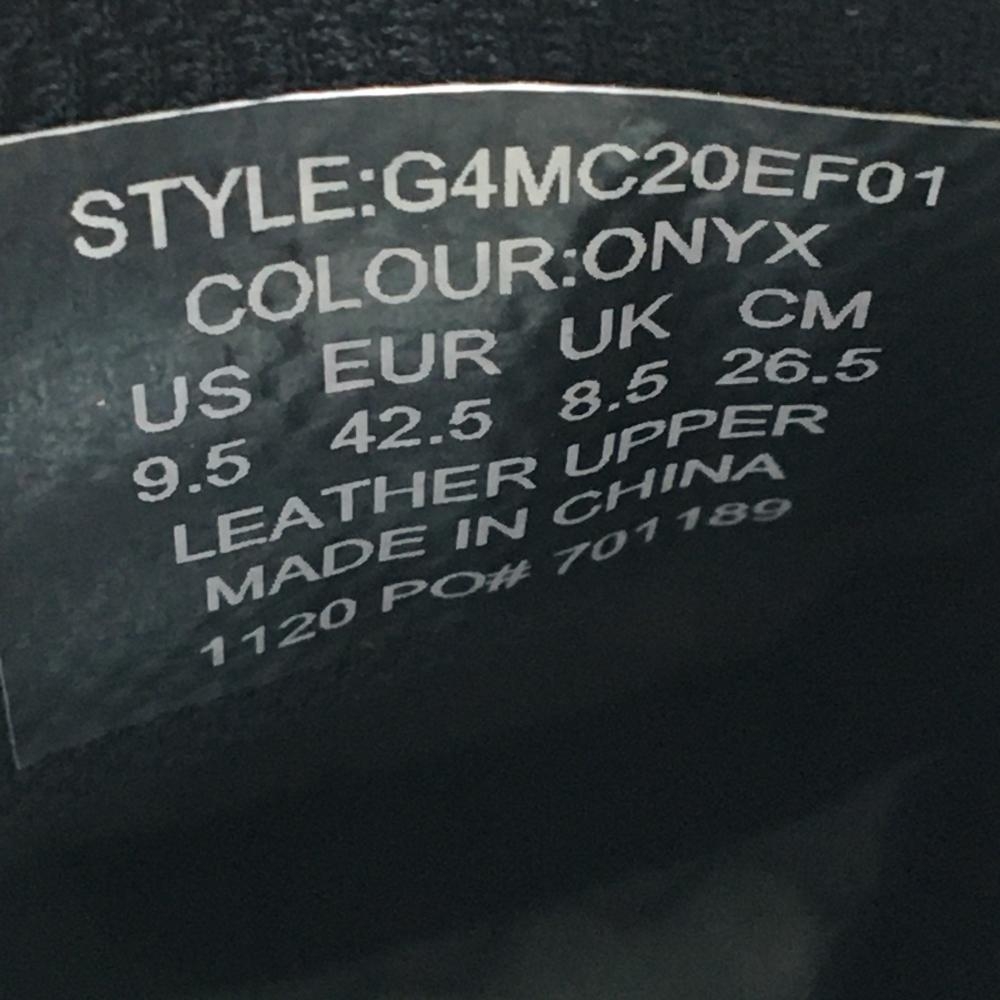 STYLE:G4MC20EF01
COLOUR:ONYX
US EUR UK CM
9.5 42.5 8.5 26.5
LEATHER UPPER
MADE IN CHINA
1120 PO# 701189